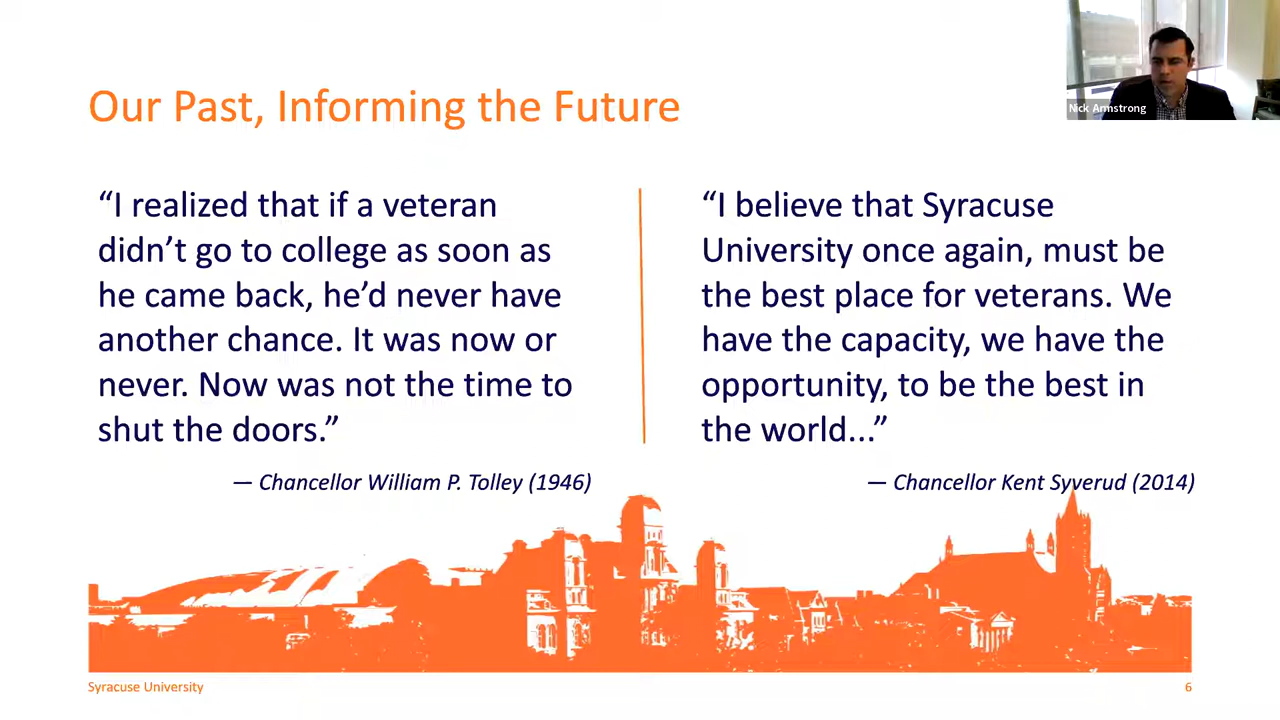 Nick Armstrong
Our Past, Informing the Future
“I realized that if a veteran
didn’t go to college as soon as
he came back, he’d never have
another chance. It was now or
never. Now was not the time to
shut the doors.”
— Chancellor William P. Tolley (1946)
“I believe that Syracuse
University once again, must be
the best place for veterans. We
have the capacity, we have the
opportunity, to be the best in
the world...”
— Chancellor Kent Syverud (2014)
Syracuse University
6